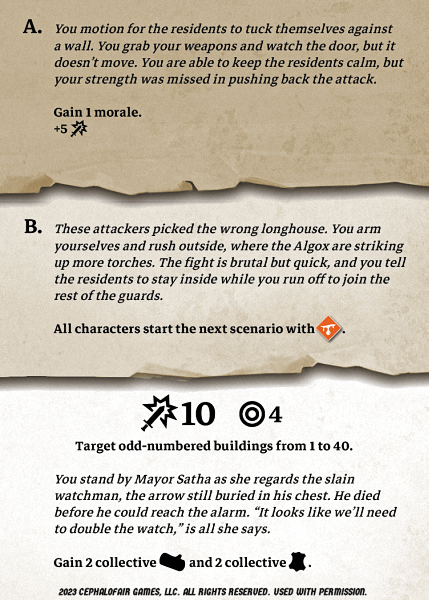 A. You motion for the residents to tuck themselves against
a wall. You grab your weapons and watch the door, but it
doesn't move. You are able to keep the residents calm, but
your strength was missed in pushing back the attack.
Gain 1 morale.
+5
B. These attackers picked the wrong longhouse. You arm
yourselves and rush outside, where the Algox are striking
up more torches. The fight is brutal but quick, and you tell
the residents to stay inside while you run off to join the
rest of the guards.
All characters start the next scenario with .
10 4
Target odd-numbered buildings from 1 to 40.
You stand by Mayor Satha as she regards the slain
watchman, the arrow still buried in his chest. He died
before he could reach the alarm. “It looks like we'll need
to double the watch,” is all she says.
Gain 2 collective and 2 collective .
2023 CEPHALOFAIR GAMES, LLC. ALL RIGHTS RESERVED. USED WITH PERMISSION.